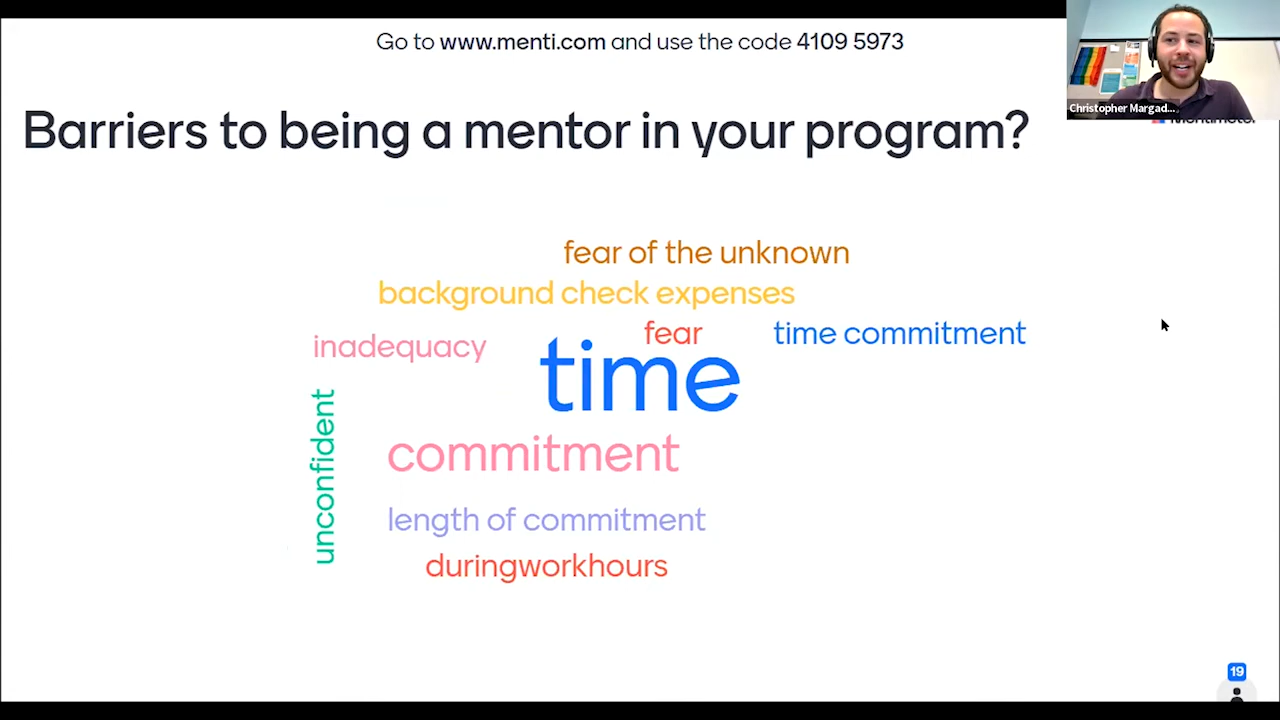 Go to www.menti.com and use the code 4109 5973
Christopher Margad...
Barriers to being a mentor in your program?
Mentimeter
fear of the unknown
background check expenses
fear
time commitment
inadequacy
time
unconfident
commitment
length of commitment
duringworkhours
19